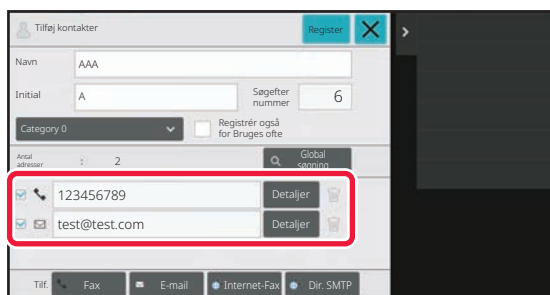 Tilføj kontakter
Register
Navn
AAA
Initial
A
Søgefter
nummer
6
Category 0
Registrér også
for Bruges ofte
Antal
adresser
:
2
Global
søgning
123456789
Detaljer
test@test.com
Detaljer
Tilf.
Fax
E-mail
Internet-Fax
Dir. SMTP